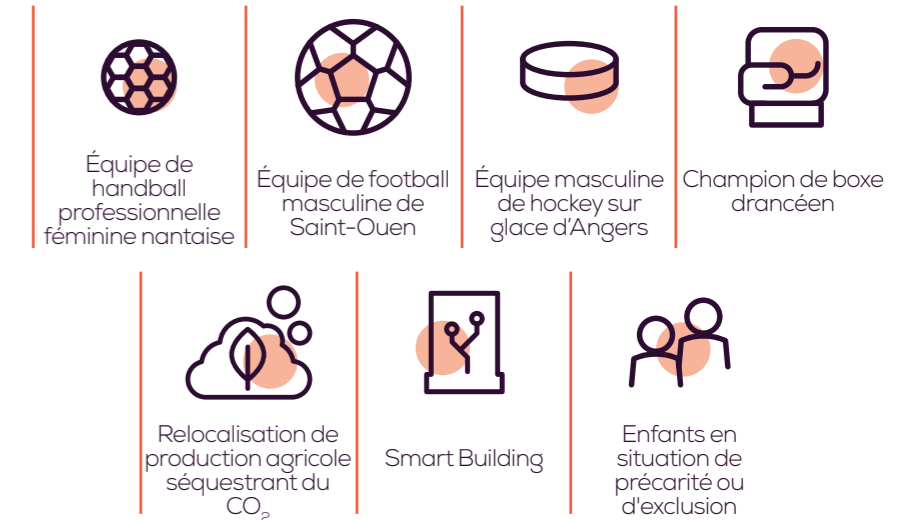 Équipe de
handball
professionnelle
féminine nantaise
Équipe de football
masculine de
Saint-Ouen
Équipe masculine
de hockey sur
glace d'Angers
Champion de boxe
drancéen
Relocalisation de
production agricole
séquestrant du
CO₂
Smart Building
Enfants en
situation de
précarité ou
d'exclusion